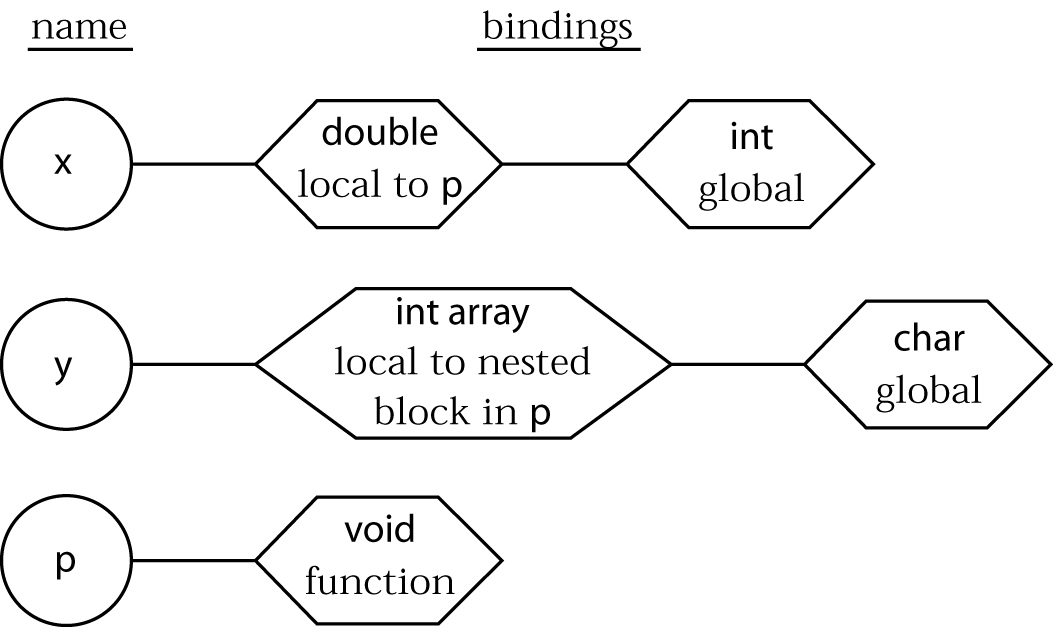 name
bindings
x
double
local to p
int
global
y
int array
local to nested
block in p
char
global
p
void
function